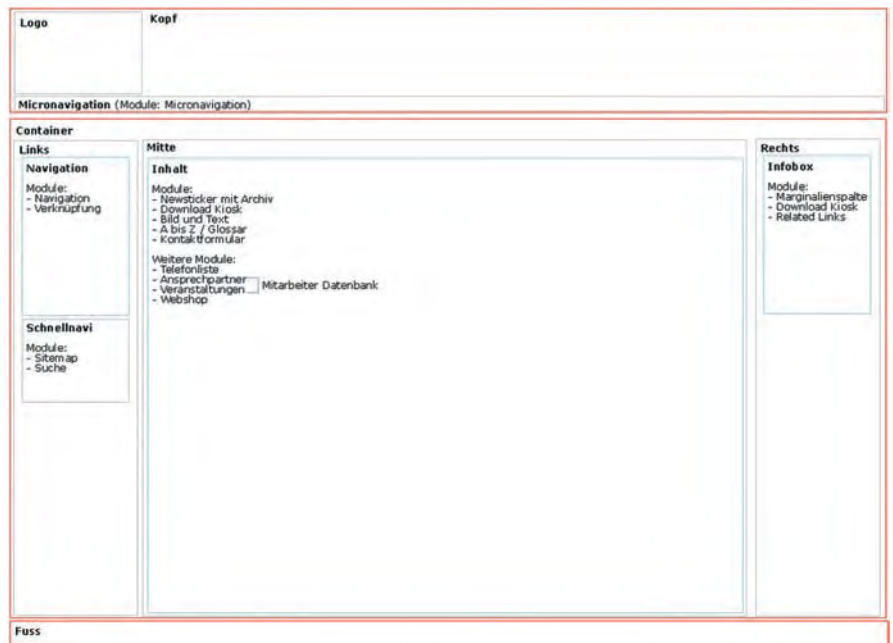 Logo
Kopf
Micronavigation (Module: Micronavigation)
Container
Links
Navigation
Module:
- Navigation
- Verknüpfung
Schnellnavi
Module:
- Sitemap
- Suche
Mitte
Inhalt
Module:
- Newsticker mit Archiv
- Download Kiosk
- Bild und Text
- A bis Z / Glossar
- Kontaktformular
Weitere Module:
- Telefonliste
- Ansprechpartner
- Veranstaltungen
- Webshop
Mitarbeiter Datenbank
Rechts
Infobox
Module:
- Marginalienspalte
- Download Kiosk
- Related Links
Fuss